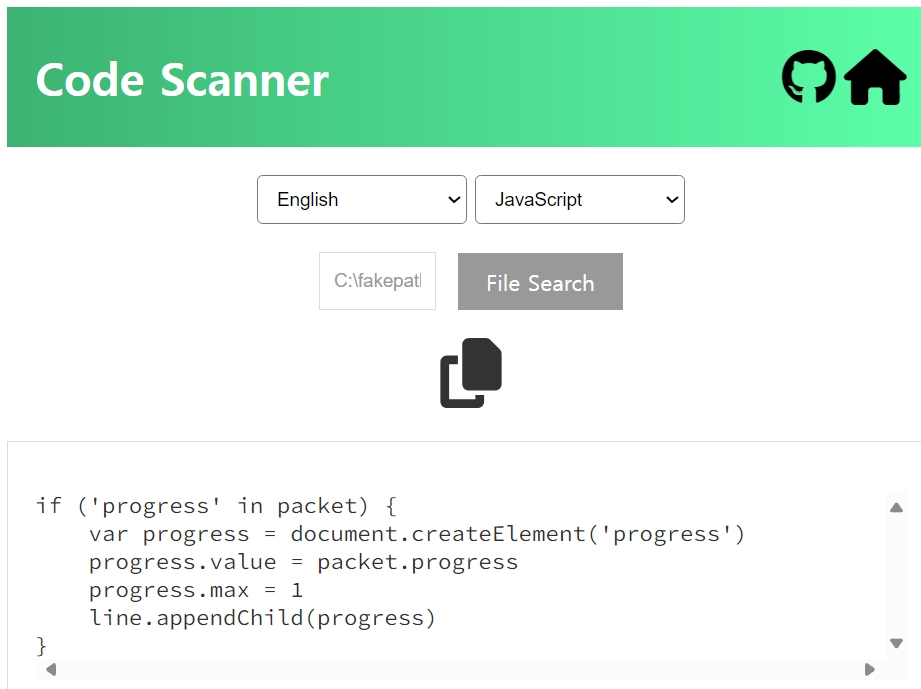 Code Scanner
English JavaScript
C:\fakepath File Search
if ('progress' in packet) {
    var progress = document.createElement('progress')
    progress.value = packet.progress
    progress.max = 1
    line.appendChild(progress)
}